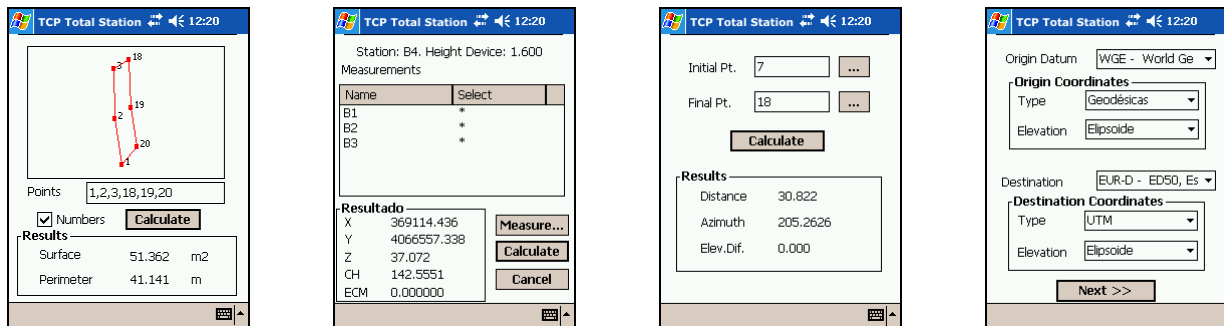 TCP Total Station 12:20
3
18
2
19
20
1
Points 1,2,3,18,19,20
Numbers Calculate
Results
Surface 51.362 m2
Perimeter 41.141 m
TCP Total Station 12:20
Station: B4. Height Device: 1.600
Measurements
Name Select
B1 *
B2 *
B3 *
Resultado
X 369114.436
Y 4066557.338
Z 37.072
CH 142.5551
ECM 0.000000
Measure...
Calculate
Cancel
TCP Total Station 12:20
Initial Pt. 7 ...
Final Pt. 18 ...
Calculate
Results
Distance 30.822
Azimuth 205.2626
Elev.Dif. 0.000
TCP Total Station 12:20
Origin Datum WGE - World Ge
Origin Coordinates
Type Geodésicas
Elevation Elipsoide
Destination EUR-D - ED50, Es
Destination Coordinates
Type UTM
Elevation Elipsoide
Next >>